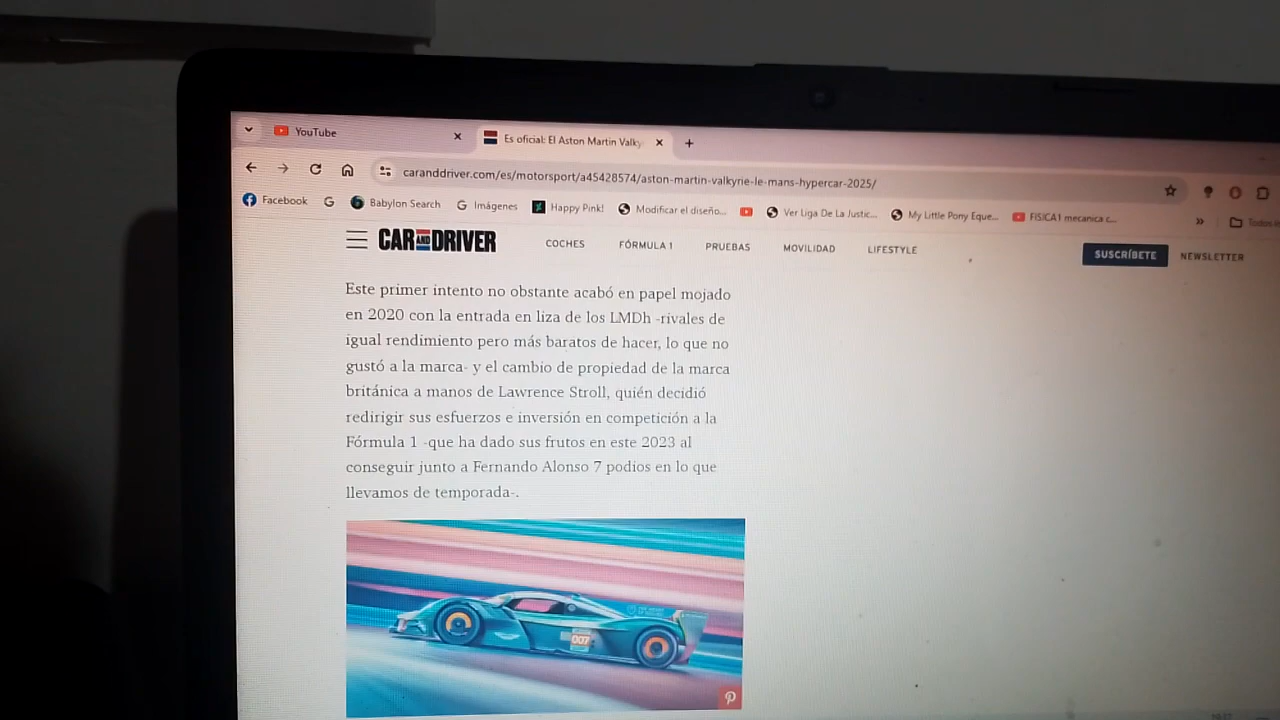 YouTube
Es oficial: El Aston Martin Valky
caranddriver.com/es/motorsport/a45428574/aston-martin-valkyrie-le-mans-hypercar-2025/
Facebook
Babylon Search
Imágenes
Happy Pink!
Modificar el diseño...
Ver Liga De La Justic...
My Little Pony Eque...
FISICA1 mecanica c...
Todos
CAR AND DRIVER
COCHES
FÓRMULA 1
PRUEBAS
MOVILIDAD
LIFESTYLE
SUSCRÍBETE
NEWSLETTER
Este primer intento no obstante acabó en papel mojado
en 2020 con la entrada en liza de los LMDh -rivales de
igual rendimiento pero más baratos de hacer, lo que no
gustó a la marca- y el cambio de propiedad de la marca
británica a manos de Lawrence Stroll, quién decidió
redirigir sus esfuerzos e inversión en competición a la
Fórmula 1 -que ha dado sus frutos en este 2023 al
conseguir junto a Fernando Alonso 7 podios en lo que
llevamos de temporada-.
007